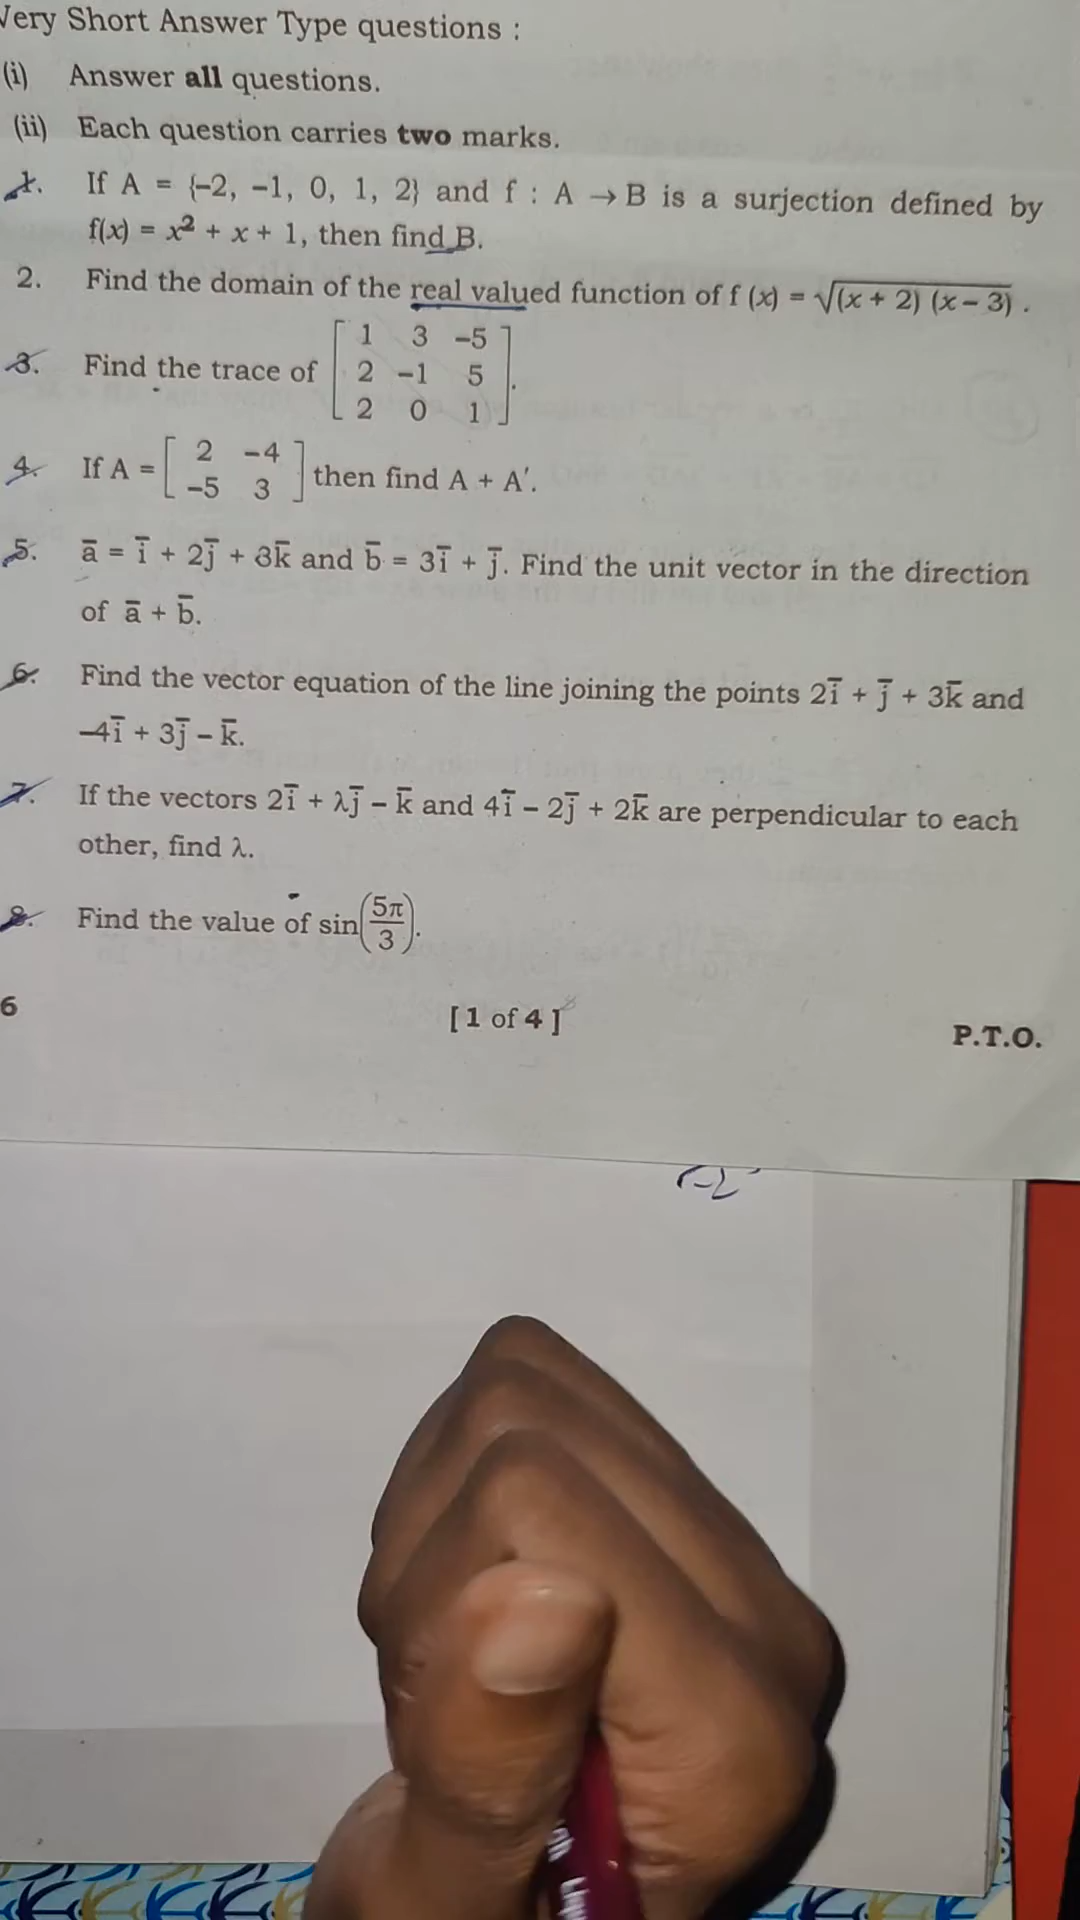 Very Short Answer Type questions :
(i) Answer all questions.
(ii) Each question carries two marks.
1. If A = {-2, -1, 0, 1, 2} and f : A → B is a surjection defined by
f(x) = x² + x + 1, then find B.
2. Find the domain of the real valued function of f (x) = √(x + 2) (x – 3) .
3. Find the trace of [ 1 3 -5
2 -1 5
2 0 1 ].
4. If A = [ 2 -4
-5 3 ] then find A + A'.
5. a̅ = i̅ + 2j̅ + 3k̅ and b̅ = 3i̅ + j̅. Find the unit vector in the direction
of a̅ + b̅.
6. Find the vector equation of the line joining the points 2i̅ + j̅ + 3k̅ and
-4i̅ + 3j̅ – k̅.
7. If the vectors 2i̅ + λj̅ – k̅ and 4i̅ – 2j̅ + 2k̅ are perpendicular to each
other, find λ.
8. Find the value of sin(5π/3).
6
[ 1 of 4 ]
P.T.O.